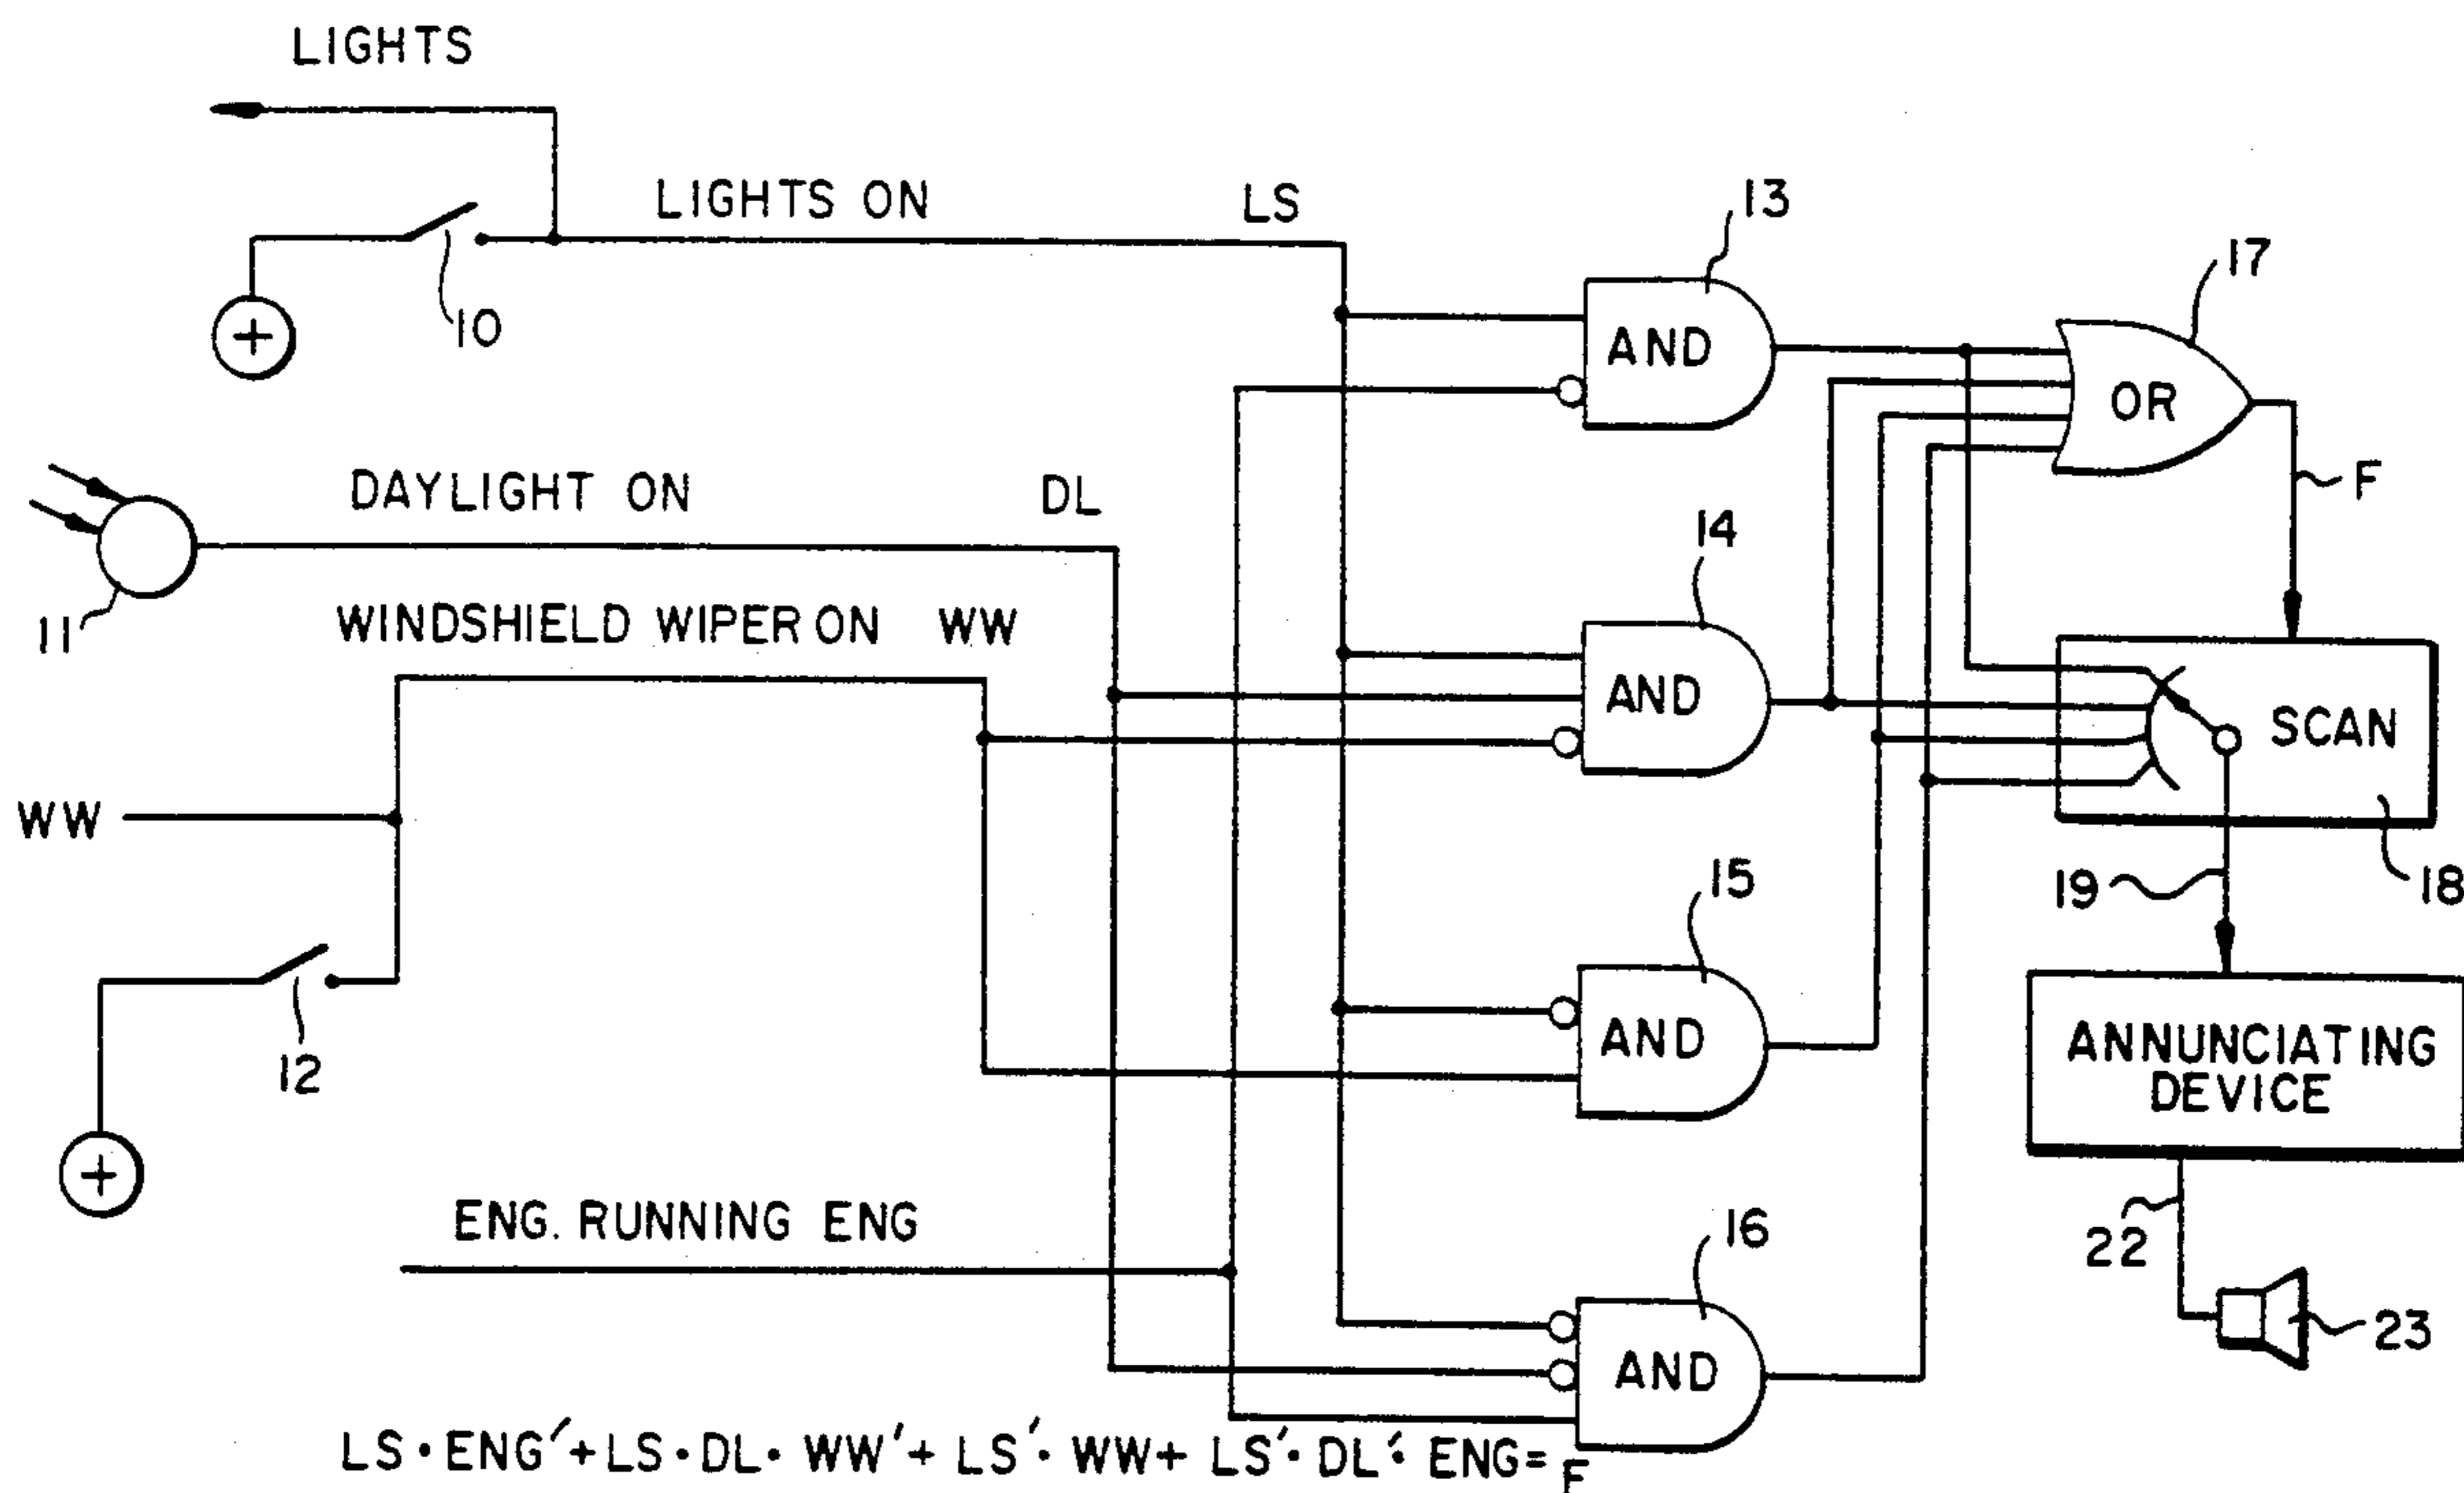 LIGHTS
LIGHTS ON
LS
13
10
17
AND
OR
DAYLIGHT ON
DL
F
14
11
WINDSHIELD WIPER ON WW
AND
SCAN
WW
15
19
18
12
AND
ANNUNCIATING
DEVICE
ENG. RUNNING ENG
16
22
23
AND
LS·ENG′+LS·DL·WW′+LS′·WW+LS′·DL′·ENG=F